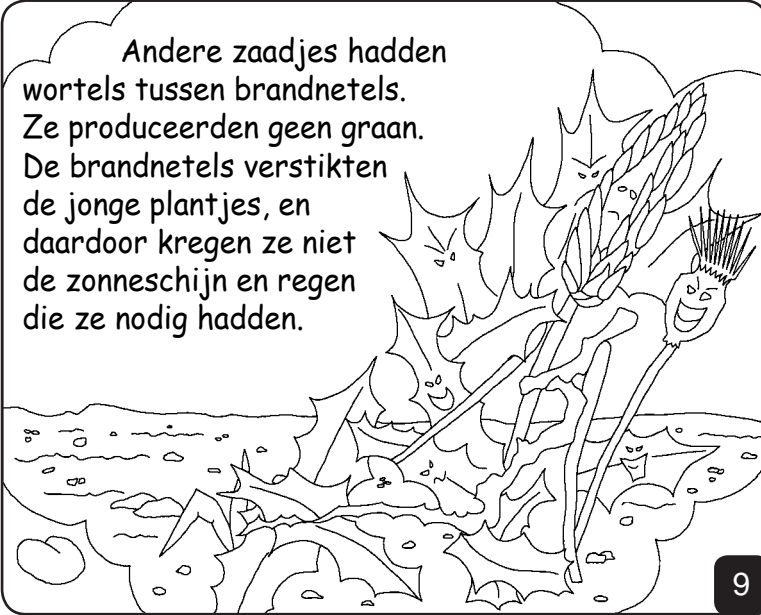 Andere zaadjes hadden
wortels tussen brandnetels.
Ze produceerden geen graan.
De brandnetels verstikten
de jonge plantjes, en
daardoor kregen ze niet
de zonneschijn en regen
die ze nodig hadden.
9